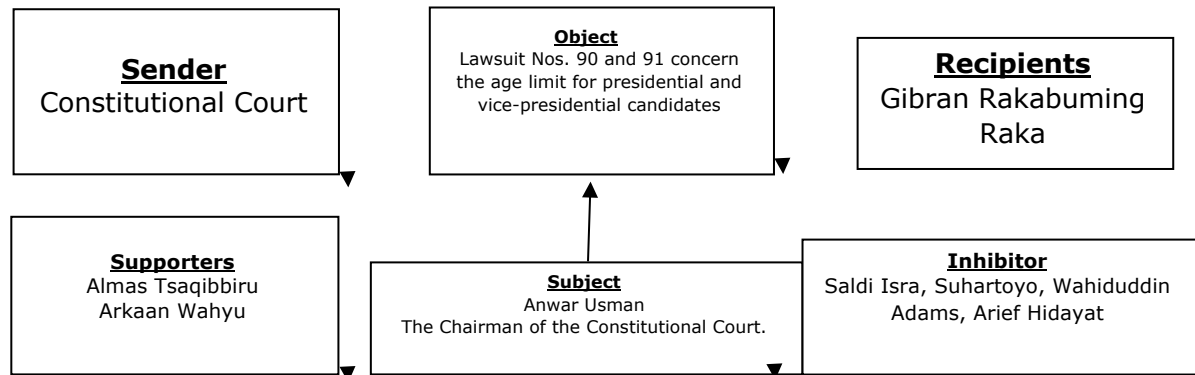 Sender
Constitutional Court
Object
Lawsuit Nos. 90 and 91 concern
the age limit for presidential and
vice-presidential candidates
Recipients
Gibran Rakabuming
Raka
Supporters
Almas Tsaqibbiru
Arkaan Wahyu
Subject
Anwar Usman
The Chairman of the Constitutional Court.
Inhibitor
Saldi Isra, Suhartoyo, Wahiduddin
Adams, Arief Hidayat